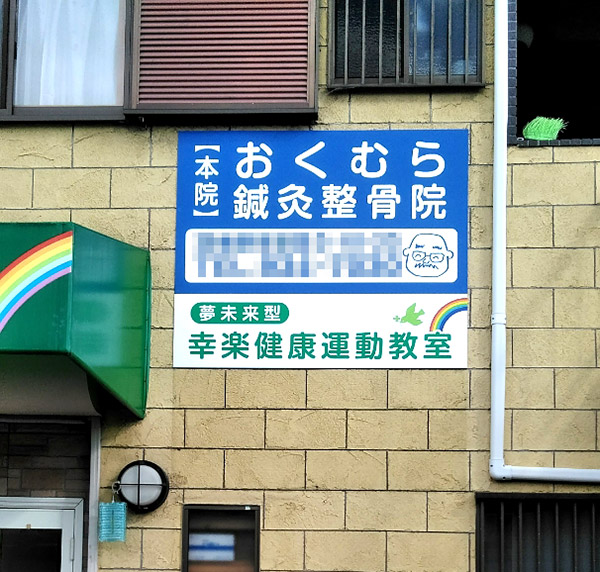 【本院】
おくむら
鍼灸整骨院
夢未来型
幸楽健康運動教室